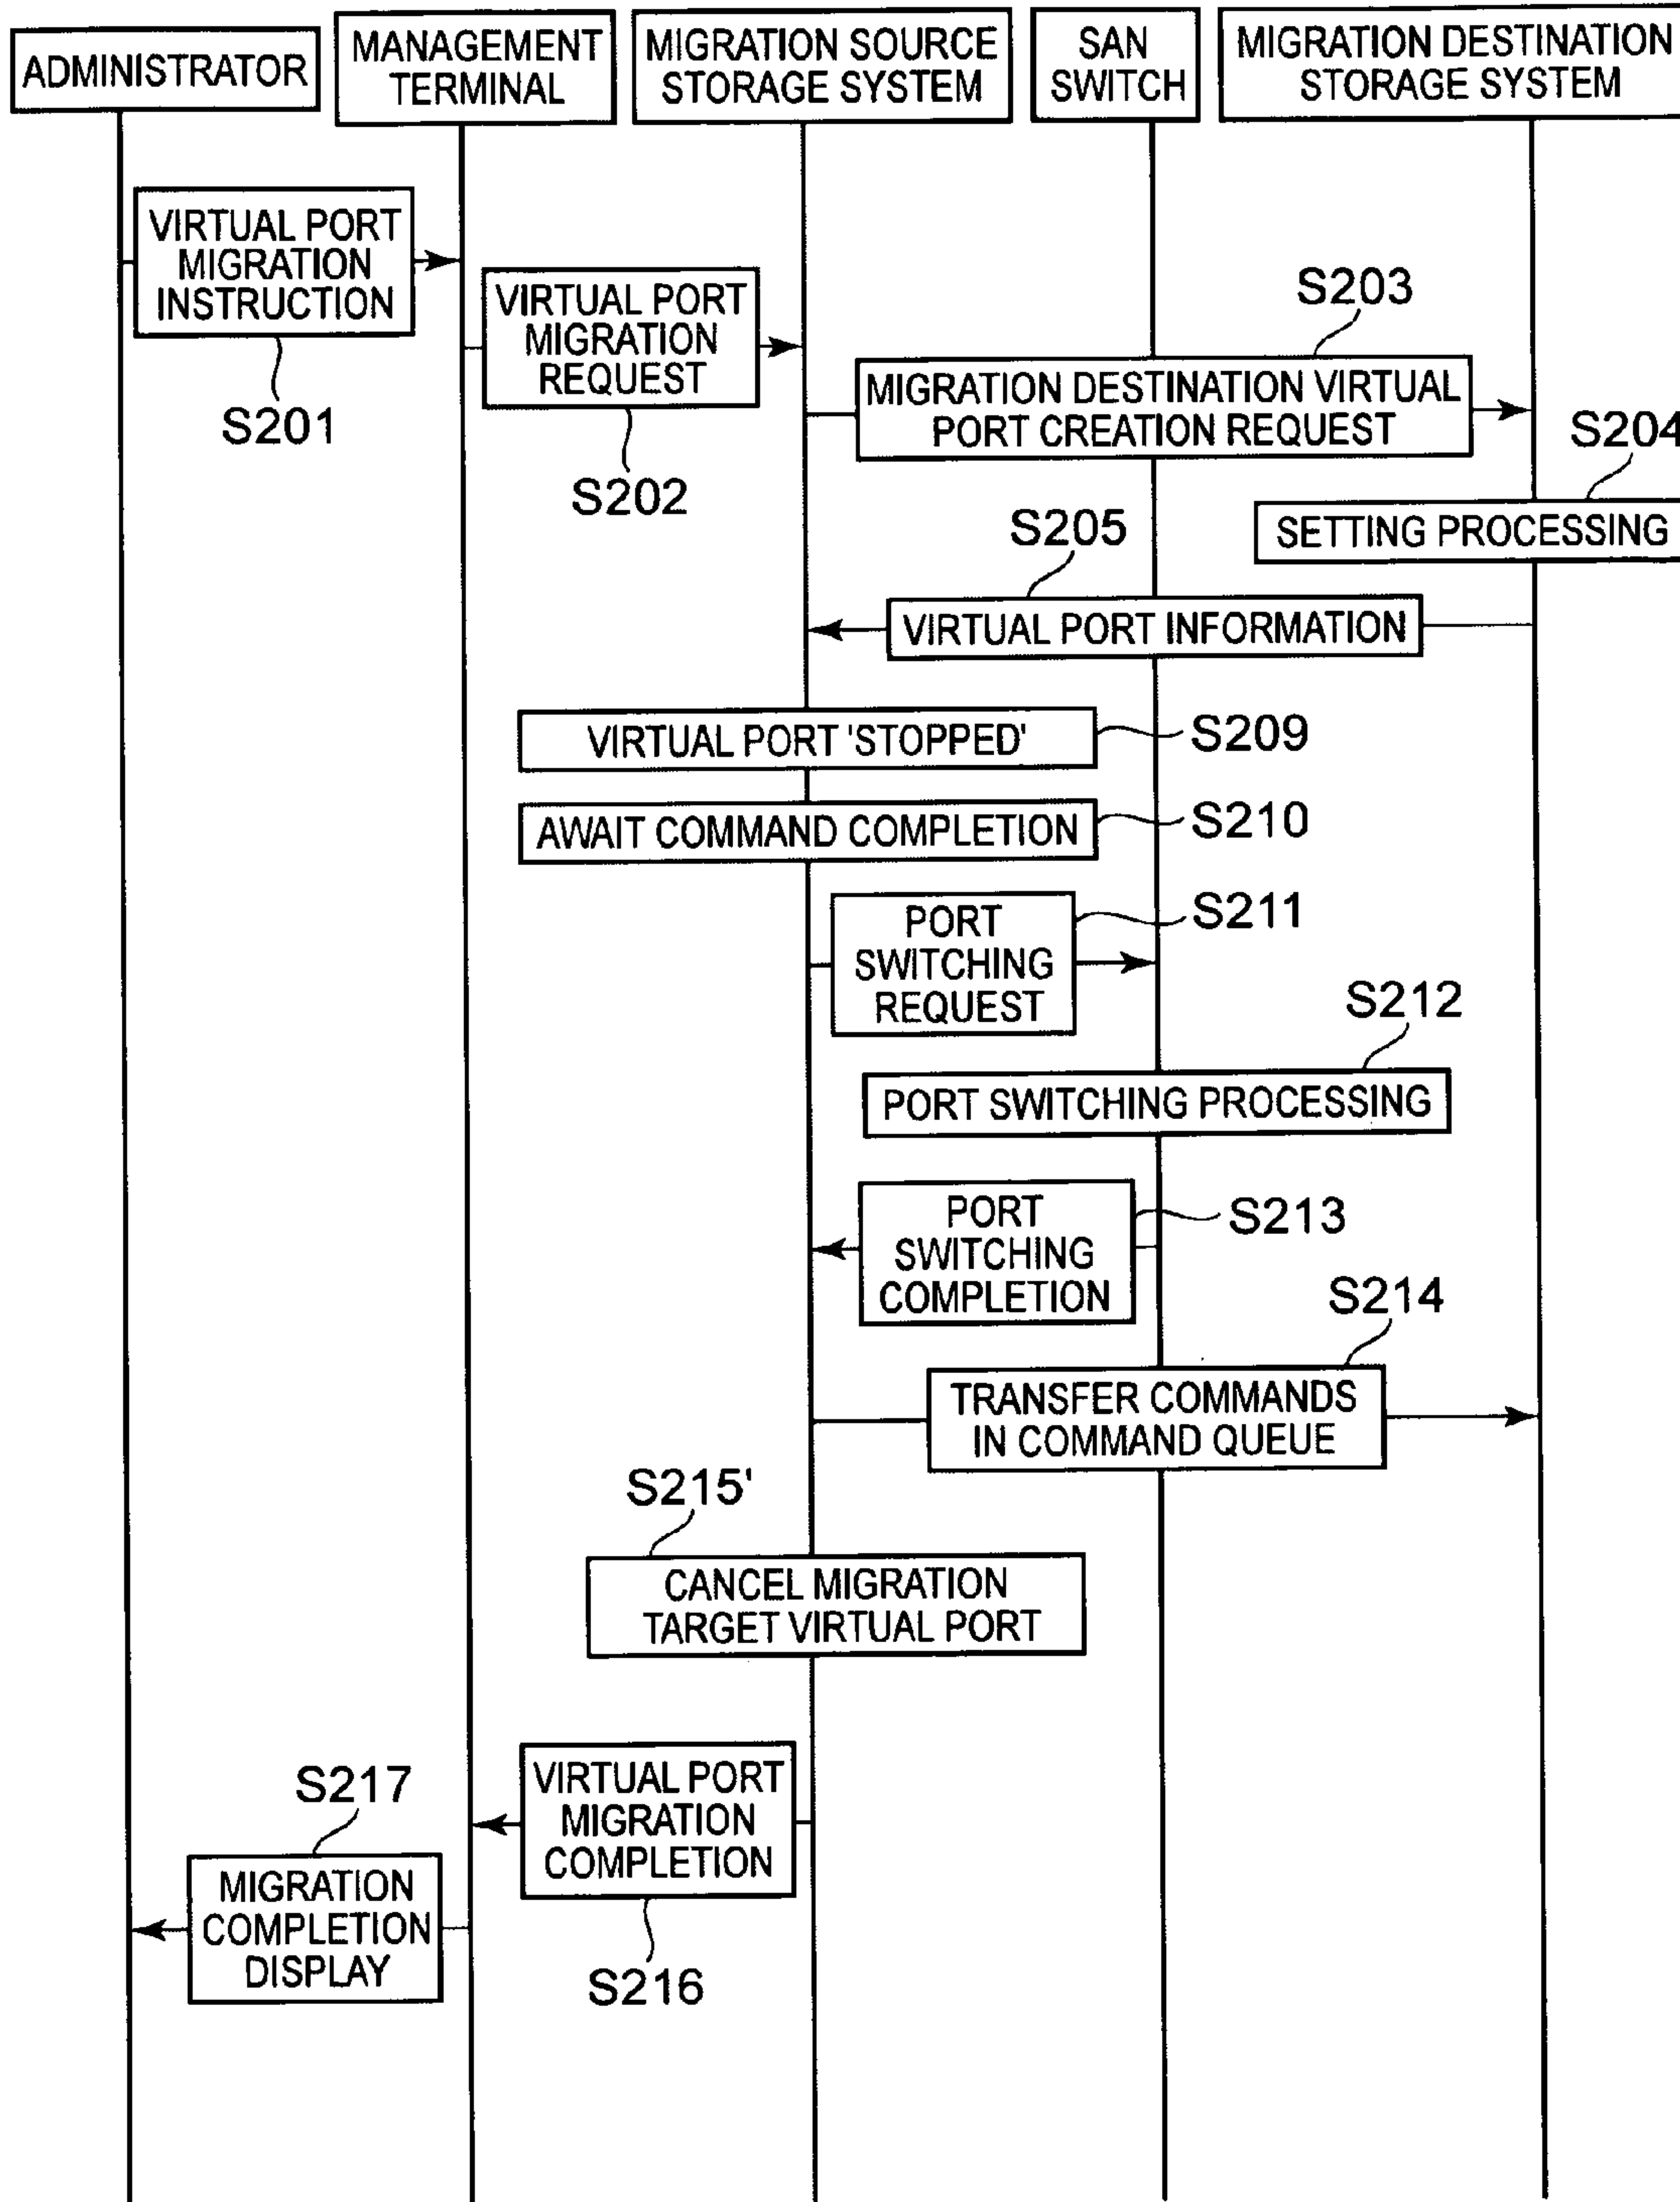 ADMINISTRATOR
MANAGEMENT
TERMINAL
MIGRATION SOURCE
STORAGE SYSTEM
SAN
SWITCH
MIGRATION DESTINATION
STORAGE SYSTEM
VIRTUAL PORT
MIGRATION
INSTRUCTION
S201
VIRTUAL PORT
MIGRATION
REQUEST
S202
S203
MIGRATION DESTINATION VIRTUAL
PORT CREATION REQUEST
S204
SETTING PROCESSING
S205
VIRTUAL PORT INFORMATION
VIRTUAL PORT 'STOPPED'
S209
AWAIT COMMAND COMPLETION
S210
PORT
SWITCHING
REQUEST
S211
S212
PORT SWITCHING PROCESSING
PORT
SWITCHING
COMPLETION
S213
S214
TRANSFER COMMANDS
IN COMMAND QUEUE
S215'
CANCEL MIGRATION
TARGET VIRTUAL PORT
VIRTUAL PORT
MIGRATION
COMPLETION
S216
S217
MIGRATION
COMPLETION
DISPLAY